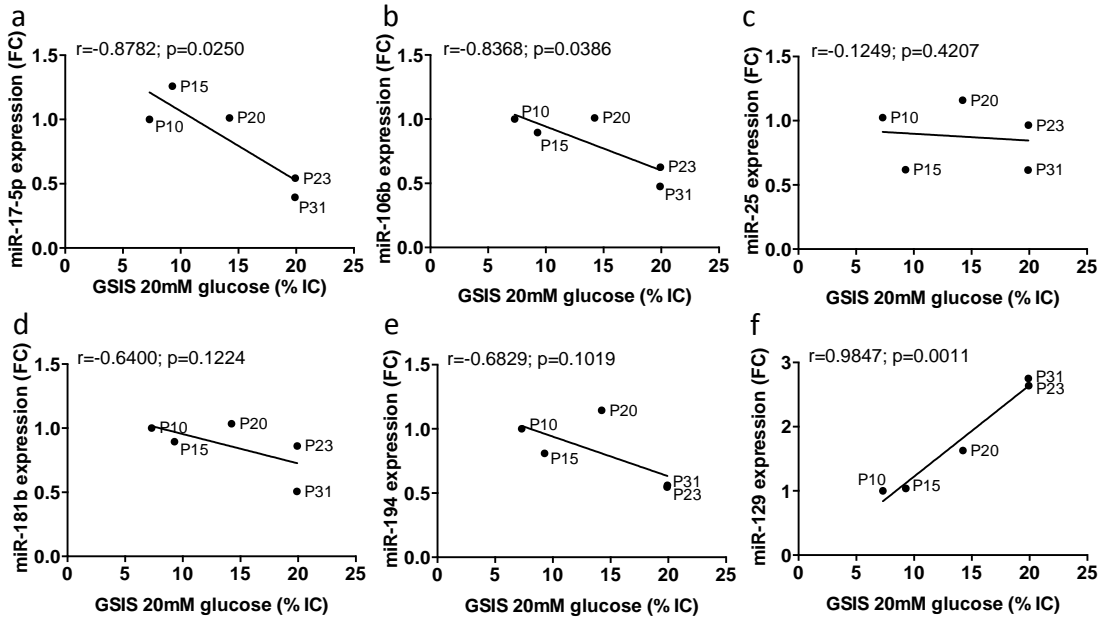 a
r=-0.8782; p=0.0250
miR-17-5p expression (FC)
1.5
1.0
0.5
0.0
P15
P10
P20
P23
P31
0 5 10 15 20 25
GSIS 20mM glucose (% IC)
b
r=-0.8368; p=0.0386
miR-106b expression (FC)
1.5
1.0
0.5
0.0
P10
P15
P20
P23
P31
0 5 10 15 20 25
GSIS 20mM glucose (% IC)
c
r=-0.1249; p=0.4207
miR-25 expression (FC)
1.5
1.0
0.5
0.0
P10
P15
P20
P23
P31
0 5 10 15 20 25
GSIS 20mM glucose (% IC)
d
r=-0.6400; p=0.1224
miR-181b expression (FC)
1.5
1.0
0.5
0.0
P10
P15
P20
P23
P31
0 5 10 15 20 25
GSIS 20mM glucose (% IC)
e
r=-0.6829; p=0.1019
miR-194 expression (FC)
1.5
1.0
0.5
0.0
P10
P15
P20
P31
P23
0 5 10 15 20 25
GSIS 20mM glucose (% IC)
f
r=0.9847; p=0.0011
miR-129 expression (FC)
3
2
1
0
P10
P15
P20
P31
P23
0 5 10 15 20 25
GSIS 20mM glucose (% IC)